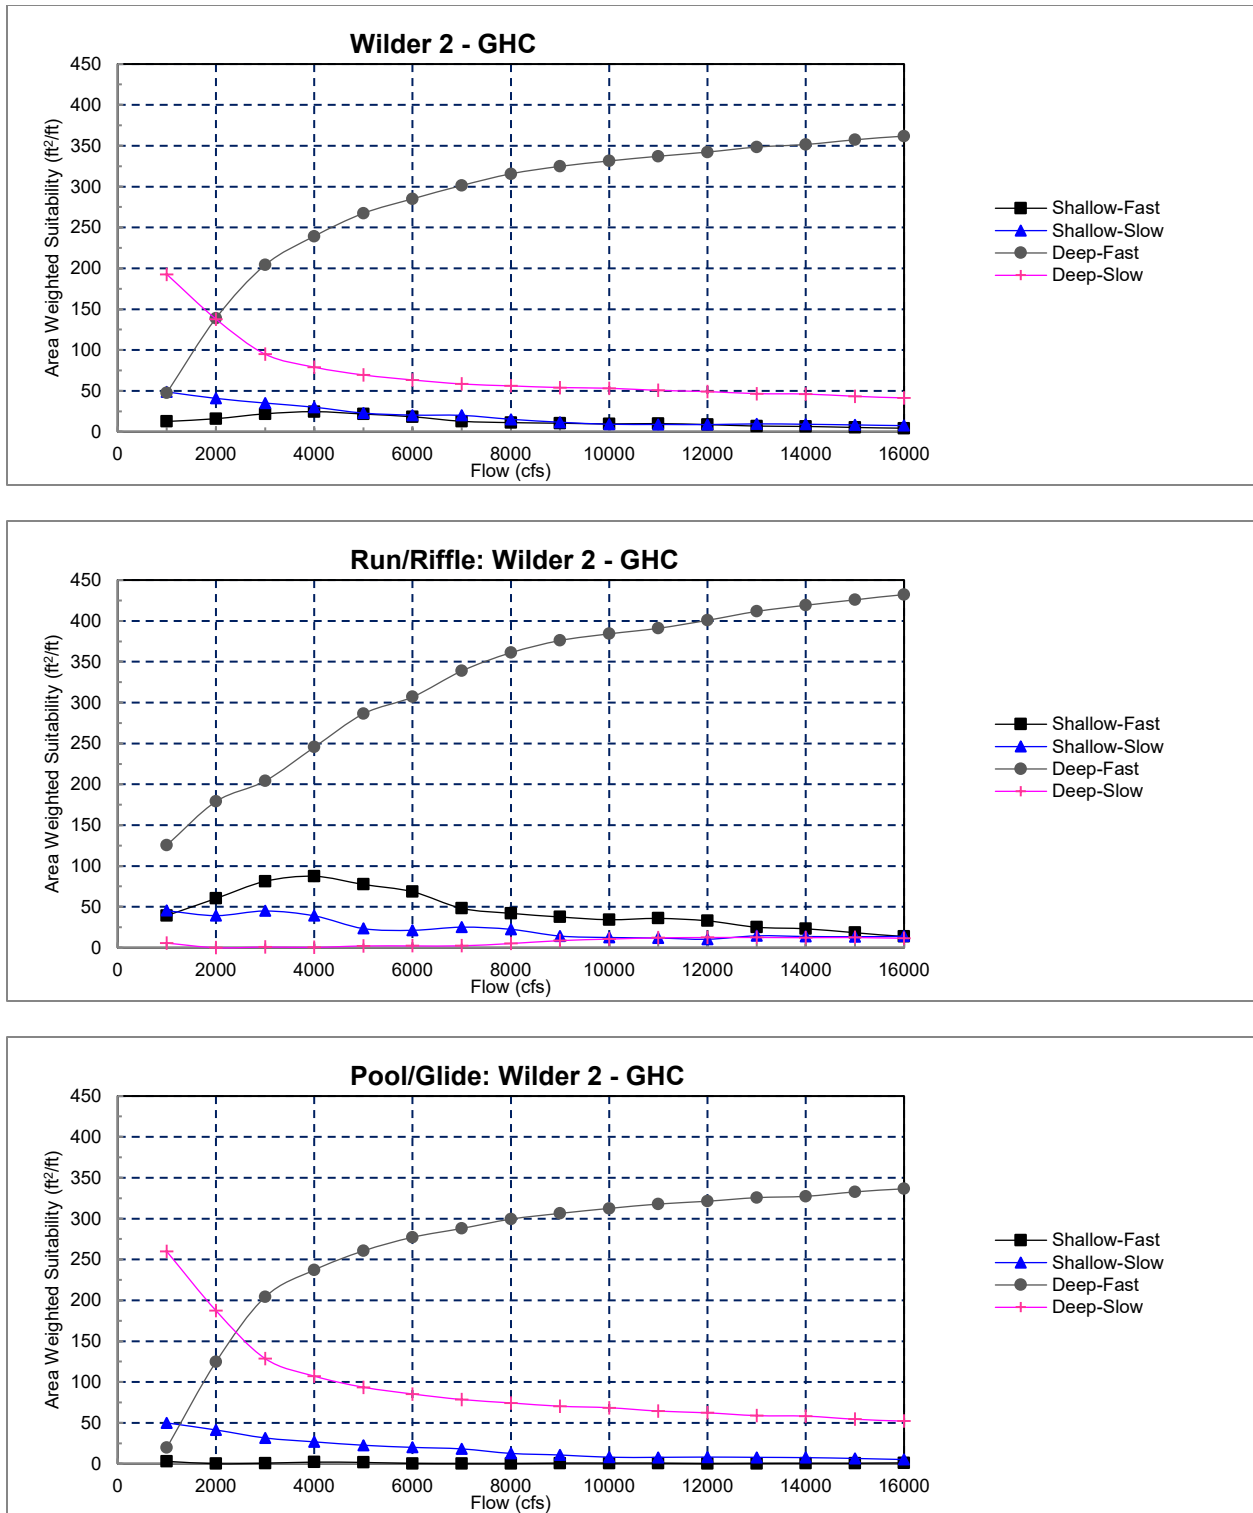 Wilder 2 - GHC
450
400
350
300
250
200
150
100
50
0
Area Weighted Suitability (ft²/ft)
0 2000 4000 6000 8000 10000 12000 14000 16000
Flow (cfs)
Shallow-Fast
Shallow-Slow
Deep-Fast
Deep-Slow
Run/Riffle: Wilder 2 - GHC
450
400
350
300
250
200
150
100
50
0
Area Weighted Suitability (ft²/ft)
0 2000 4000 6000 8000 10000 12000 14000 16000
Flow (cfs)
Shallow-Fast
Shallow-Slow
Deep-Fast
Deep-Slow
Pool/Glide: Wilder 2 - GHC
450
400
350
300
250
200
150
100
50
0
Area Weighted Suitability (ft²/ft)
0 2000 4000 6000 8000 10000 12000 14000 16000
Flow (cfs)
Shallow-Fast
Shallow-Slow
Deep-Fast
Deep-Slow